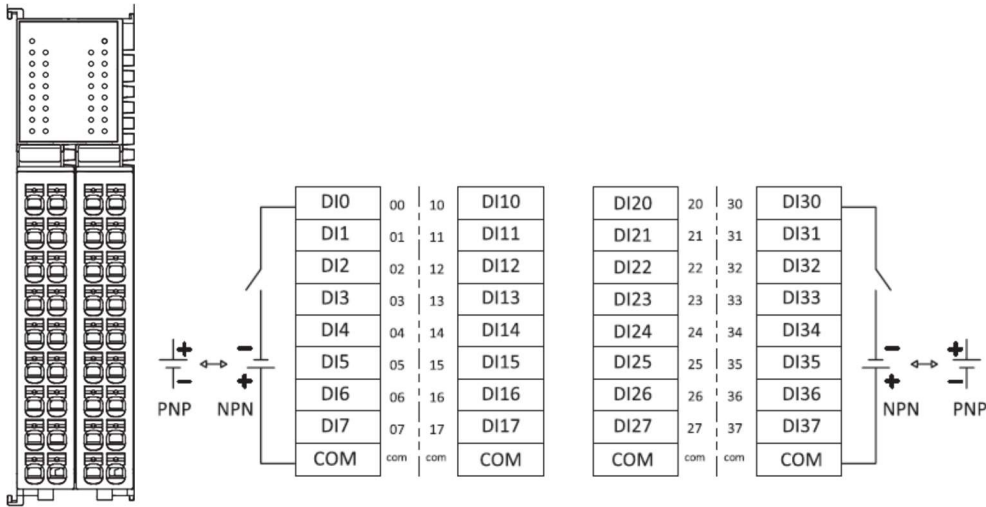 DI0 00 10 DI10 DI20 20 30 DI30
DI1 01 11 DI11 DI21 21 31 DI31
DI2 02 12 DI12 DI22 22 32 DI32
DI3 03 13 DI13 DI23 23 33 DI33
DI4 04 14 DI14 DI24 24 34 DI34
+ - DI5 05 15 DI15 DI25 25 35 DI35 - +
- + DI6 06 16 DI16 DI26 26 36 DI36 + -
PNP NPN DI7 07 17 DI17 DI27 27 37 DI37 NPN PNP
COM com com COM COM com com COM